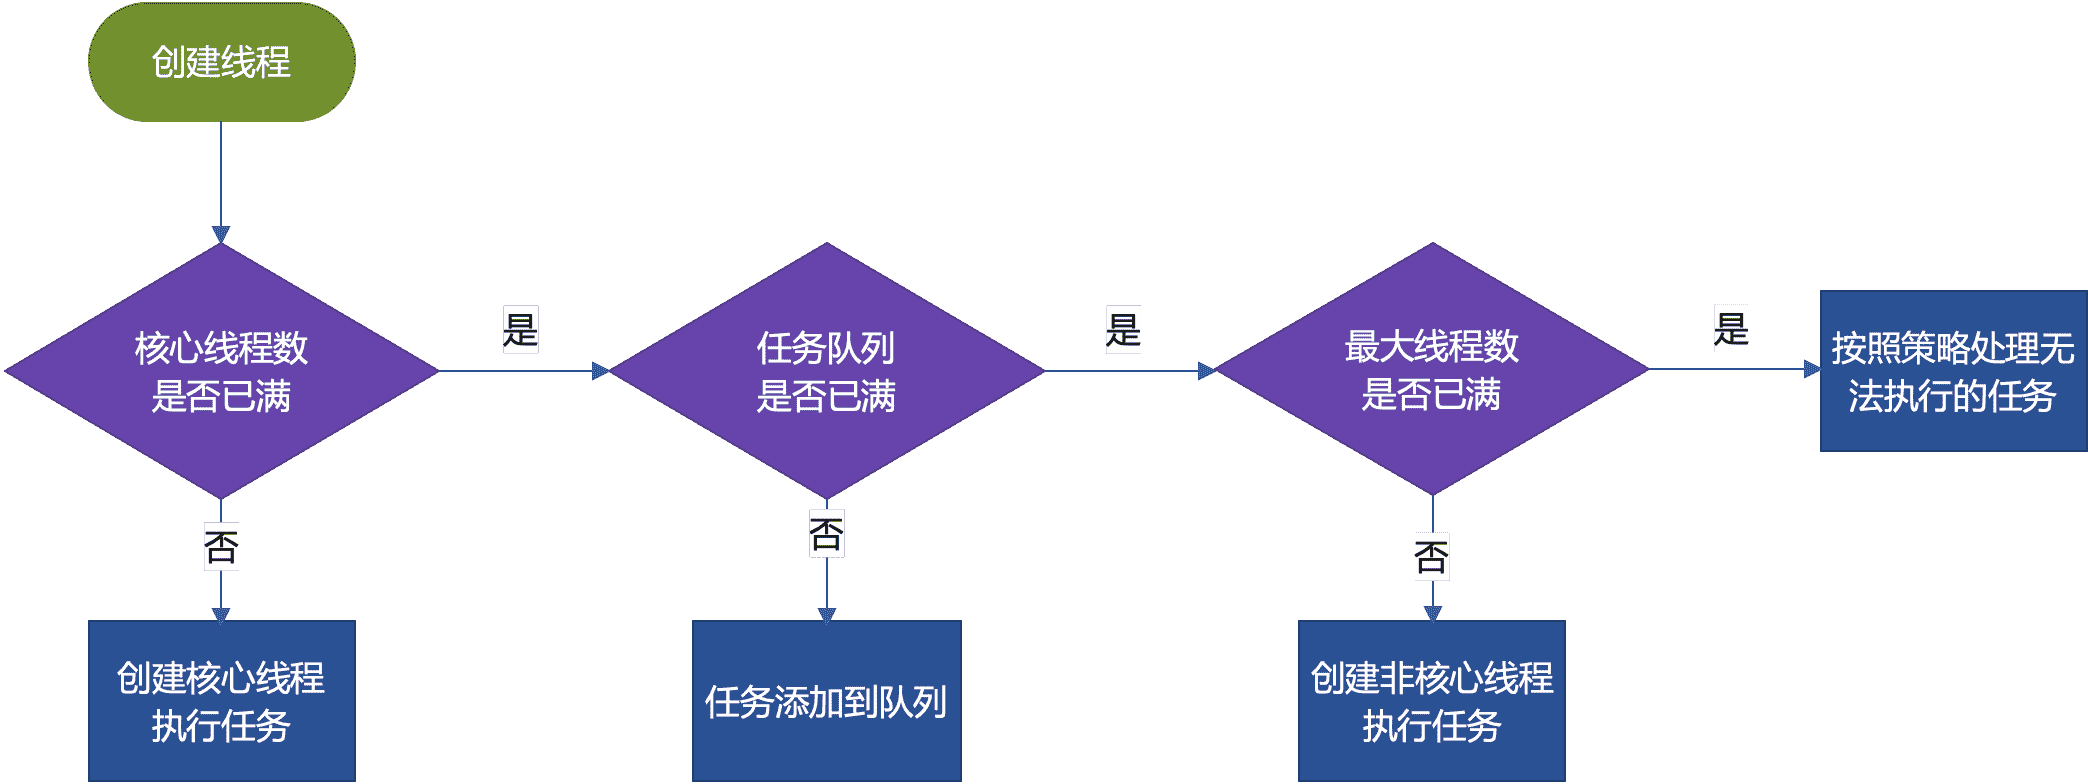 创建线程
核心线程数
是否已满
是
任务队列
是否已满
是
最大线程数
是否已满
是
按照策略处理无
法执行的任务
否
否
否
创建核心线程
执行任务
任务添加到队列
创建非核心线程
执行任务